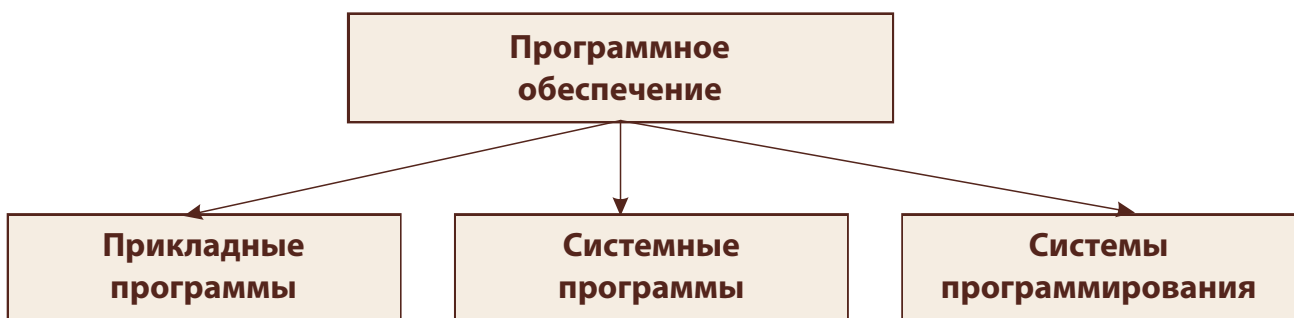 Программное
обеспечение
Прикладные
программы
Системные
программы
Системы
программирования